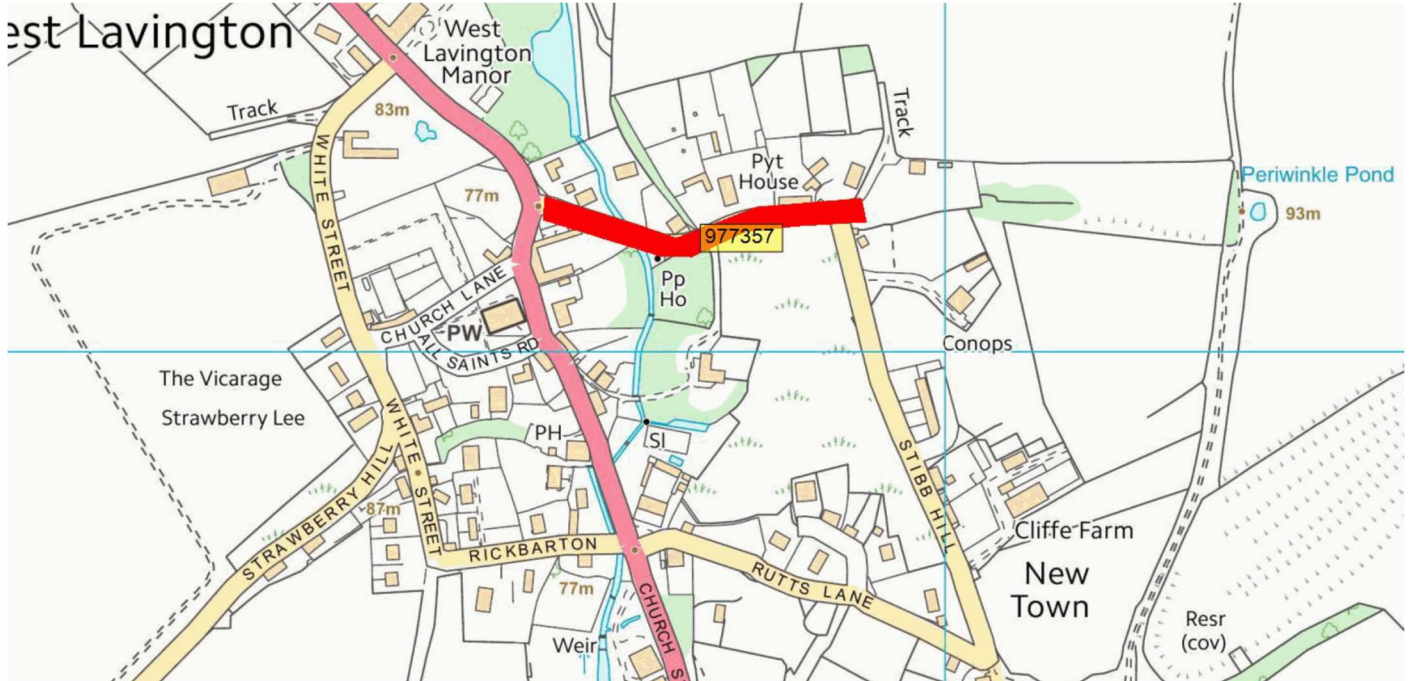 est Lavington
West
Lavington
Manor
Track
83m
WHITE STREET
77m
Pyt
House
Track
Periwinkle Pond
93m
977357
Pp
Ho
CHURCH LANE
PW
ALL SAINTS RD
Conops
The Vicarage
Strawberry Lee
WHITE STREET
PH
Sl
STIBB HILL
STRAWBERRY HILL
87m
RICKBARTON
RUTTS LANE
Cliffe Farm
New
Town
77m
CHURCH S
Weir
Resr
(cov)